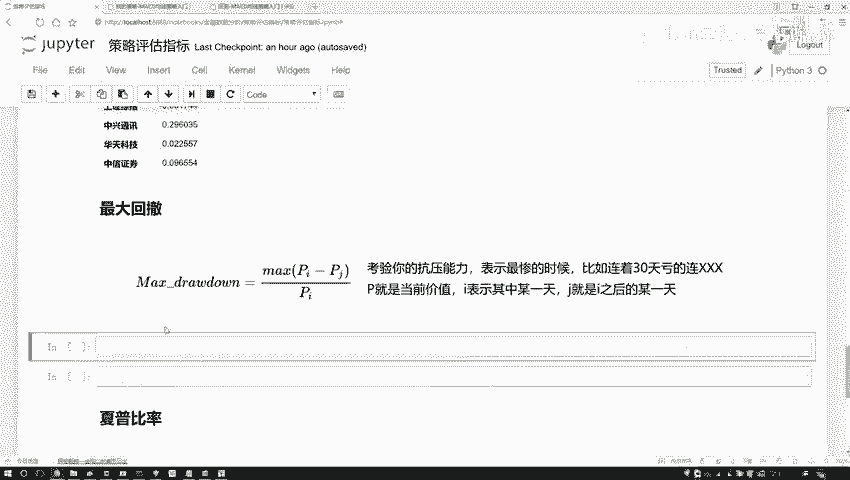 http://localhost:8888/notebooks/
jupyter 策略评估指标 Last Checkpoint: an hour ago (autosaved)
Logout
File Edit View Insert Cell Kernel Widgets Help
Trusted Python 3
Code
中兴通讯 0.296035
华天科技 0.022557
中信证券 0.096554
最大回撤
Max_drawdown = max(P_i − P_j) / P_i
考验你的抗压能力，表示最惨的时候，比如连着30天亏的连XXX
P就是当前价值，i表示其中某一天，j就是i之后的某一天
In [ ]:
In [ ]:
夏普比率